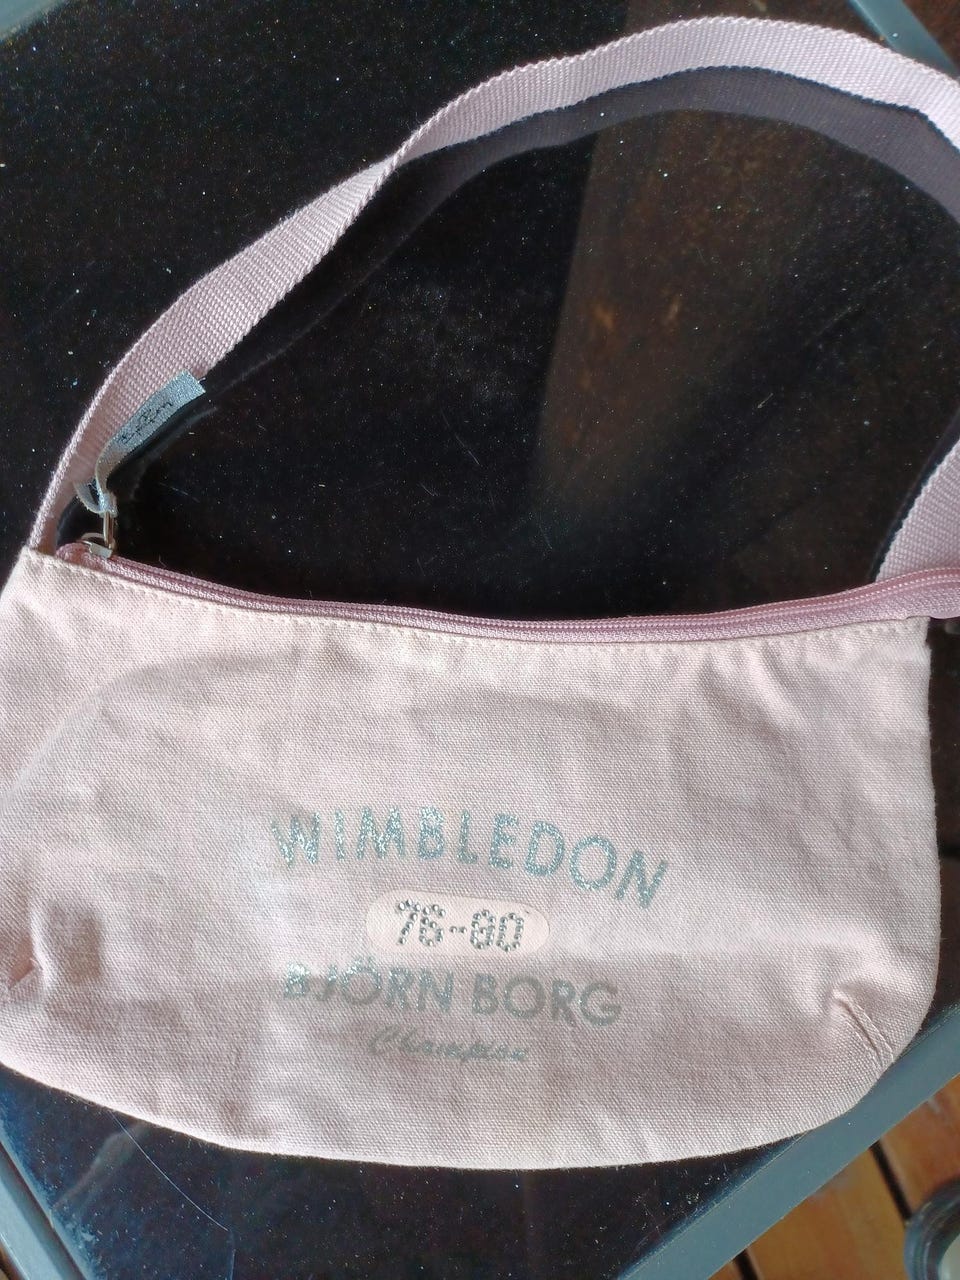 WIMBLEDON
76-80
BJÖRN BORG
Champion